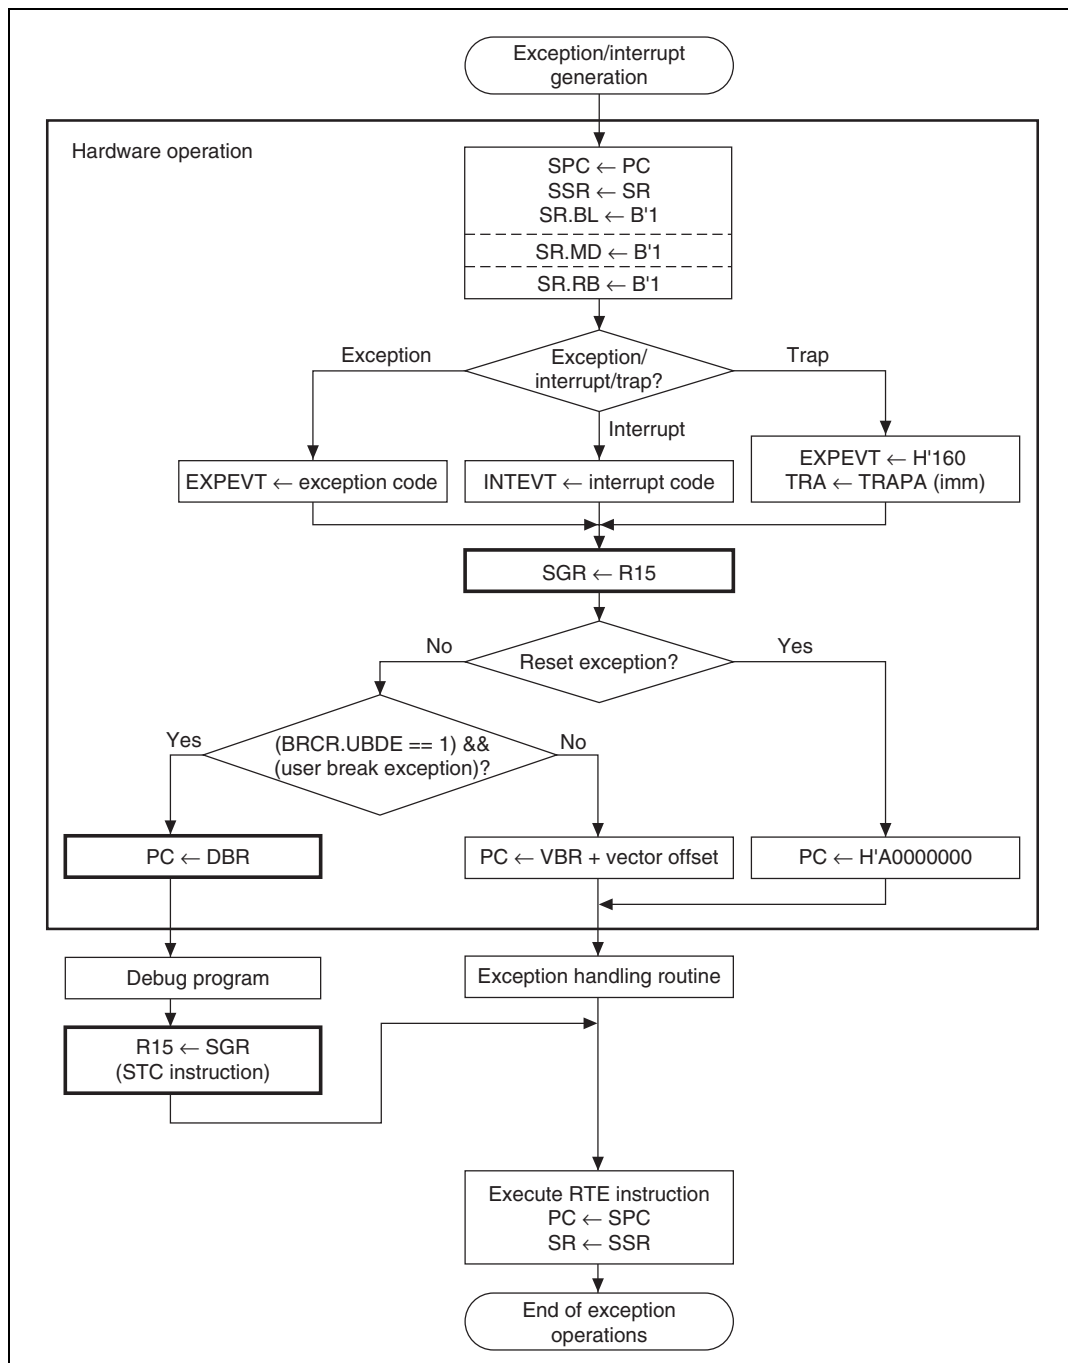 Exception/interrupt
generation
Hardware operation
SPC ← PC
SSR ← SR
SR.BL ← B'1
SR.MD ← B'1
SR.RB ← B'1
Exception
Exception/
interrupt/trap?
Trap
Interrupt
EXPEVT ← exception code
INTEVT ← interrupt code
EXPEVT ← H'160
TRA ← TRAPA (imm)
SGR ← R15
No
Reset exception?
Yes
Yes
(BRCR.UBDE == 1) &&
(user break exception)?
No
PC ← DBR
PC ← VBR + vector offset
PC ← H'A0000000
Debug program
Exception handling routine
R15 ← SGR
(STC instruction)
Execute RTE instruction
PC ← SPC
SR ← SSR
End of exception
operations